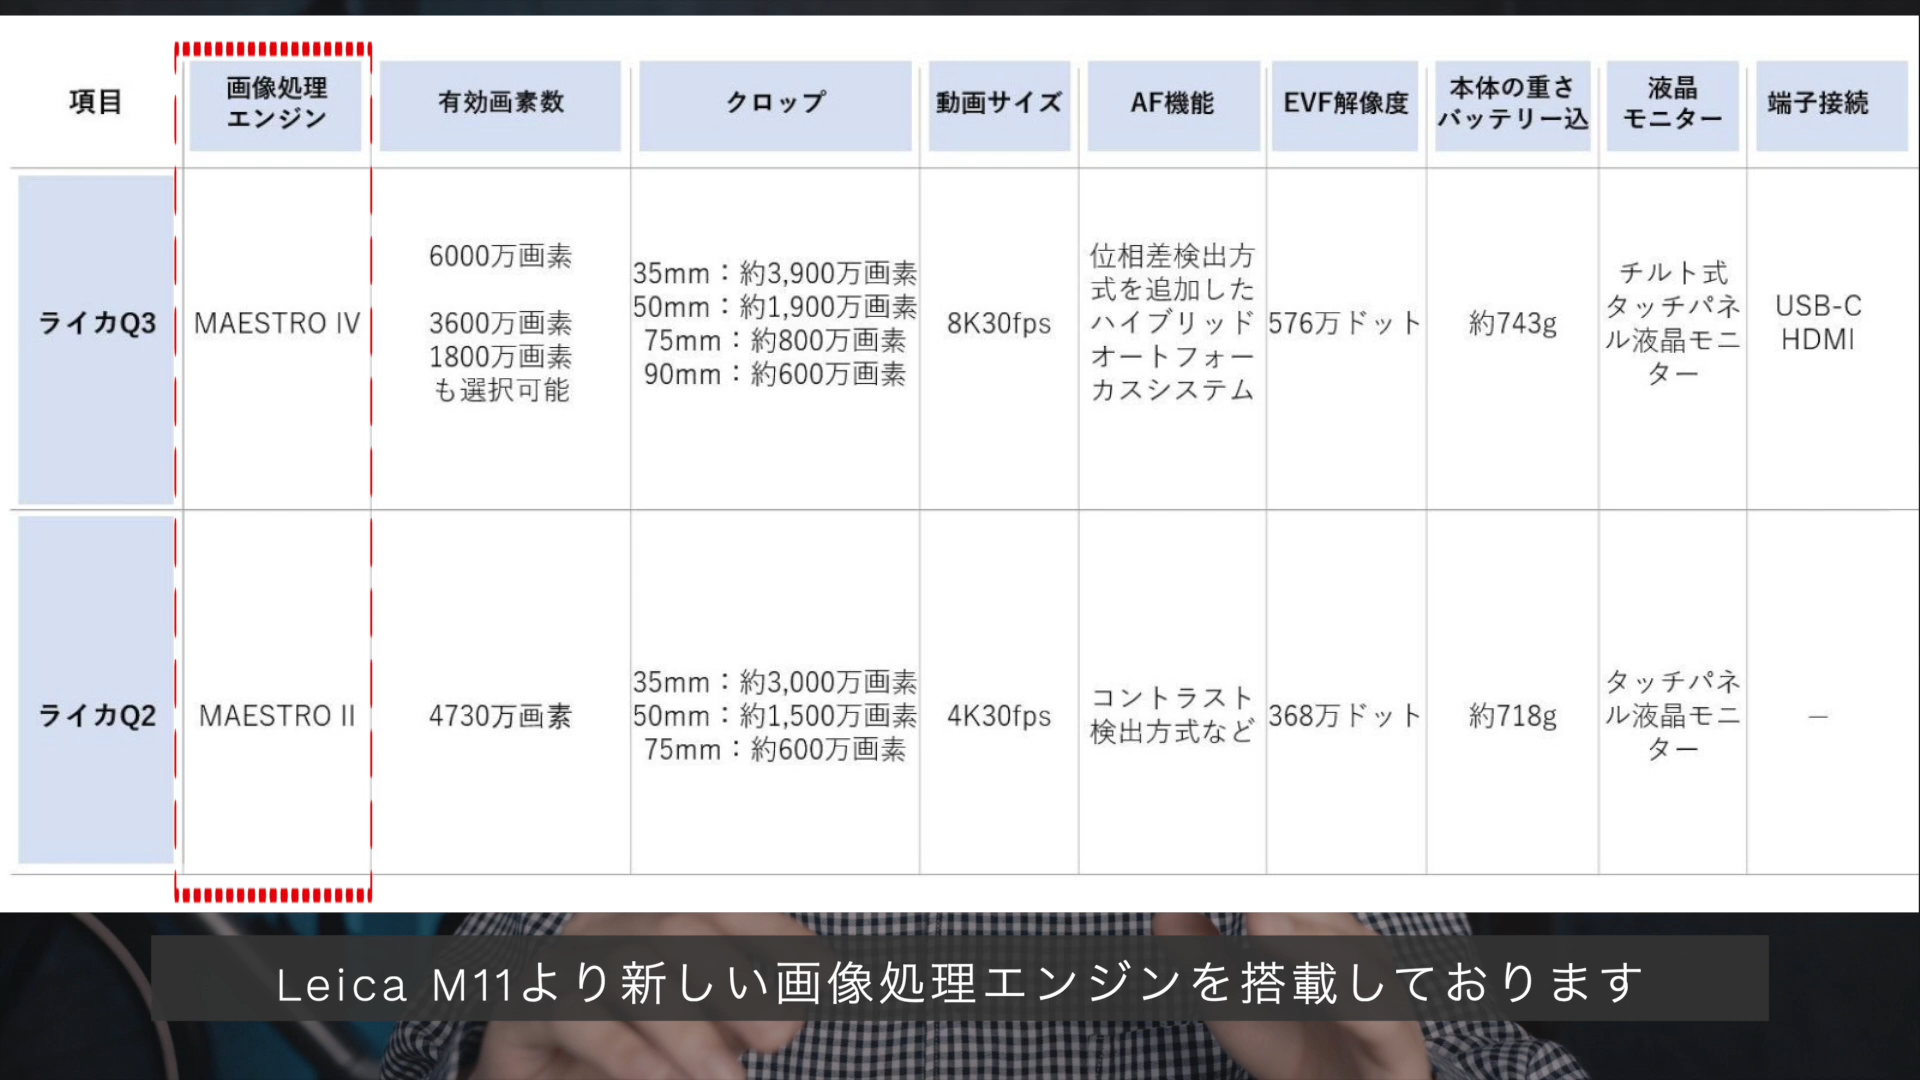 項目
画像処理
エンジン
有効画素数
クロップ
動画サイズ
AF機能
EVF解像度
本体の重さ
バッテリー込
液晶
モニター
端子接続
ライカQ3
MAESTRO IV
6000万画素
3600万画素
1800万画素
も選択可能
35mm：約3,900万画素
50mm：約1,900万画素
75mm：約800万画素
90mm：約600万画素
8K30fps
位相差検出方
式を追加した
ハイブリッド
オートフォー
カスシステム
576万ドット
約743g
チルト式
タッチパネ
ル液晶モニ
ター
USB-C
HDMI
ライカQ2
MAESTRO II
4730万画素
35mm：約3,000万画素
50mm：約1,500万画素
75mm：約600万画素
4K30fps
コントラスト
検出方式など
368万ドット
約718g
タッチパネ
ル液晶モニ
ター
—
Leica M11より新しい画像処理エンジンを搭載しております